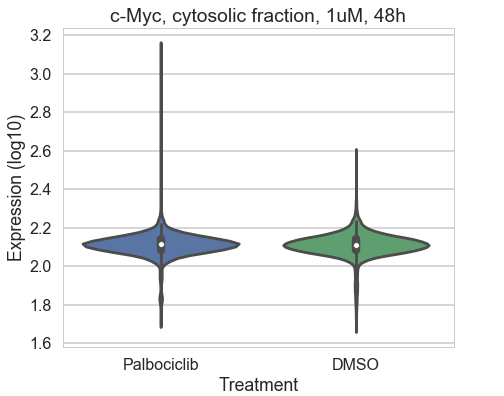 c-Myc, cytosolic fraction, 1uM, 48h
3.2
3.0
2.8
2.6
2.4
2.2
2.0
1.8
1.6
Expression (log10)
Palbociclib
DMSO
Treatment